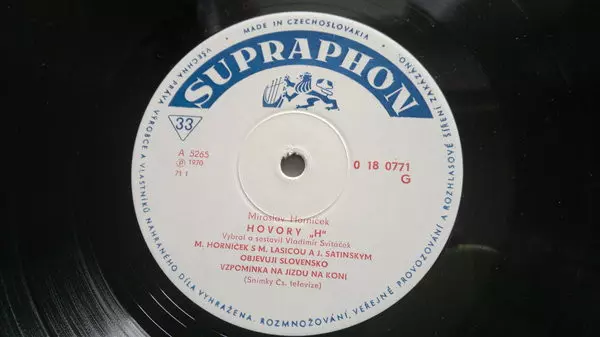 MADE IN CZECHOSLOVAKIA
SUPRAPHON
33
A 5265
Ⓟ 1970
71 1
0 18 0771
G
Miroslav Horníček
HOVORY „H"
Vybral a sestavil Vladimír Svitáček
M. HORNÍČEK S M. LASICOU A J. SATINSKÝM
OBJEVUJÍ SLOVENSKO
VZPOMÍNKA NA JÍZDU NA KONI
(Snímky Čs. televize)
VŠECHNA PRÁVA VÝROBCE A VLASTNÍKŮ NAHRANÉHO DÍLA VYHRAŽENA. ROZMNOŽOVÁNÍ, VEŘEJNÉ PROVOZOVÁNÍ A ROZHLASOVÉ ŠÍŘENÍ ZAKÁZÁNO.